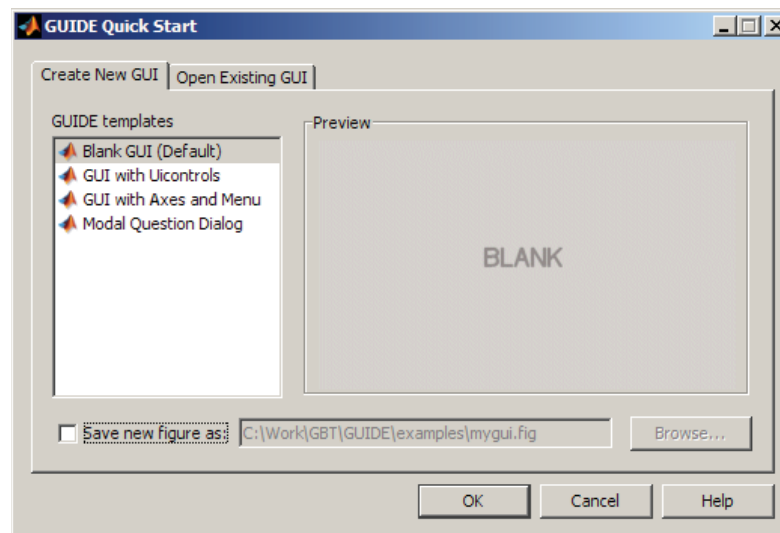 GUIDE Quick Start
Create New GUI
Open Existing GUI
GUIDE templates
Blank GUI (Default)
GUI with Uicontrols
GUI with Axes and Menu
Modal Question Dialog
Preview
BLANK
Save new figure as:
C:\Work\GBT\GUIDE\examples\mygui.fig
Browse...
OK
Cancel
Help